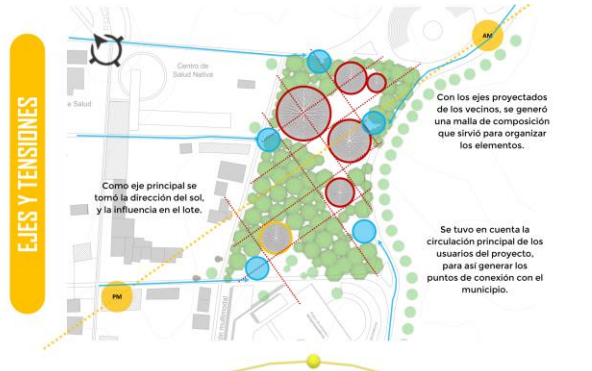 EJES Y TENSIONES
AM
Centro de
Salud Nativa
e Salud
Con los ejes proyectados
de los vecinos, se generó
una malla de composición
que sirvió para organizar
los elementos.
Como eje principal se
tomó la dirección del sol,
y la influencia en el lote.
Se tuvo en cuenta la
circulación principal de los
usuarios del proyecto,
para así generar los
puntos de conexión con el
municipio.
PM
multimodal